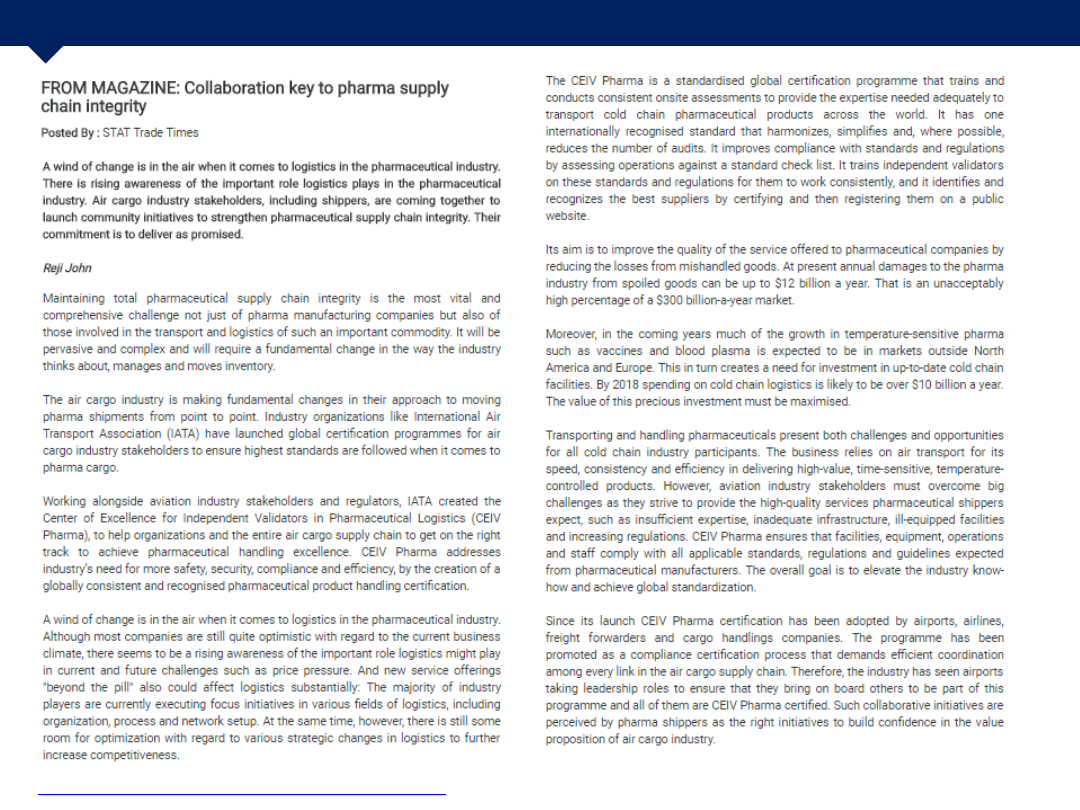 FROM MAGAZINE: Collaboration key to pharma supply
chain integrity
Posted By : STAT Trade Times
A wind of change is in the air when it comes to logistics in the pharmaceutical industry.
There is rising awareness of the important role logistics plays in the pharmaceutical
industry. Air cargo industry stakeholders, including shippers, are coming together to
launch community initiatives to strengthen pharmaceutical supply chain integrity. Their
commitment is to deliver as promised.
Reji John
Maintaining total pharmaceutical supply chain integrity is the most vital and
comprehensive challenge not just of pharma manufacturing companies but also of
those involved in the transport and logistics of such an important commodity. It will be
pervasive and complex and will require a fundamental change in the way the industry
thinks about, manages and moves inventory.
The air cargo industry is making fundamental changes in their approach to moving
pharma shipments from point to point. Industry organizations like International Air
Transport Association (IATA) have launched global certification programmes for air
cargo industry stakeholders to ensure highest standards are followed when it comes to
pharma cargo.
Working alongside aviation industry stakeholders and regulators, IATA created the
Center of Excellence for Independent Validators in Pharmaceutical Logistics (CEIV
Pharma), to help organizations and the entire air cargo supply chain to get on the right
track to achieve pharmaceutical handling excellence. CEIV Pharma addresses
industry's need for more safety, security, compliance and efficiency, by the creation of a
globally consistent and recognised pharmaceutical product handling certification.
A wind of change is in the air when it comes to logistics in the pharmaceutical industry.
Although most companies are still quite optimistic with regard to the current business
climate, there seems to be a rising awareness of the important role logistics might play
in current and future challenges such as price pressure. And new service offerings
"beyond the pill" also could affect logistics substantially: The majority of industry
players are currently executing focus initiatives in various fields of logistics, including
organization, process and network setup. At the same time, however, there is still some
room for optimization with regard to various strategic changes in logistics to further
increase competitiveness.
The CEIV Pharma is a standardised global certification programme that trains and
conducts consistent onsite assessments to provide the expertise needed adequately to
transport cold chain pharmaceutical products across the world. It has one
internationally recognised standard that harmonizes, simplifies and, where possible,
reduces the number of audits. It improves compliance with standards and regulations
by assessing operations against a standard check list. It trains independent validators
on these standards and regulations for them to work consistently, and it identifies and
recognizes the best suppliers by certifying and then registering them on a public
website.
Its aim is to improve the quality of the service offered to pharmaceutical companies by
reducing the losses from mishandled goods. At present annual damages to the pharma
industry from spoiled goods can be up to $12 billion a year. That is an unacceptably
high percentage of a $300 billion-a-year market.
Moreover, in the coming years much of the growth in temperature-sensitive pharma
such as vaccines and blood plasma is expected to be in markets outside North
America and Europe. This in turn creates a need for investment in up-to-date cold chain
facilities. By 2018 spending on cold chain logistics is likely to be over $10 billion a year.
The value of this precious investment must be maximised.
Transporting and handling pharmaceuticals present both challenges and opportunities
for all cold chain industry participants. The business relies on air transport for its
speed, consistency and efficiency in delivering high-value, time-sensitive, temperature-
controlled products. However, aviation industry stakeholders must overcome big
challenges as they strive to provide the high-quality services pharmaceutical shippers
expect, such as insufficient expertise, inadequate infrastructure, ill-equipped facilities
and increasing regulations. CEIV Pharma ensures that facilities, equipment, operations
and staff comply with all applicable standards, regulations and guidelines expected
from pharmaceutical manufacturers. The overall goal is to elevate the industry know-
how and achieve global standardization.
Since its launch CEIV Pharma certification has been adopted by airports, airlines,
freight forwarders and cargo handlings companies. The programme has been
promoted as a compliance certification process that demands efficient coordination
among every link in the air cargo supply chain. Therefore, the industry has seen airports
taking leadership roles to ensure that they bring on board others to be part of this
programme and all of them are CEIV Pharma certified. Such collaborative initiatives are
perceived by pharma shippers as the right initiatives to build confidence in the value
proposition of air cargo industry.